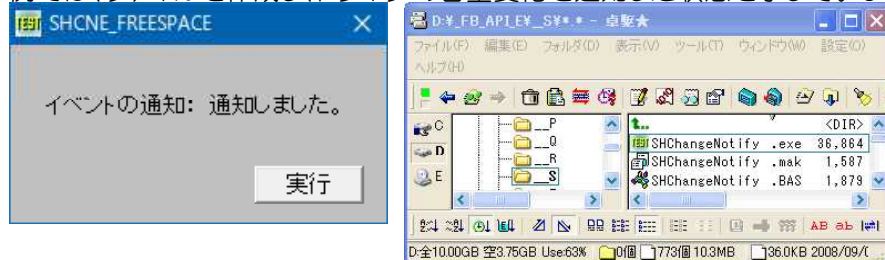 SHCNE_FREESPACE
イベントの通知: 通知しました。
実行
D:¥_FB_API_E¥__S¥*.* - 卓駆★
ファイル(F) 編集(E) フォルダ(O) 表示(V) ツール(T) ウィンドウ(W) 設定(O)
ヘルプ(H)
C
D
E
__P
__Q
__R
__S
<DIR>
SHChangeNotify .exe 36,864
SHChangeNotify .mak 1,587
SHChangeNotify .BAS 1,879
AB ab
D:全10.00GB 空3.75GB Use:63% 0個 773個 10.3MB 36.0KB 2008/09/